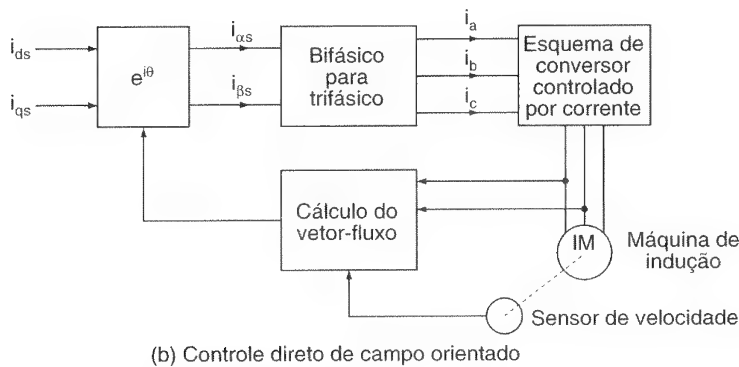 i_ds
i_qs
e^iθ
i_αs
i_βs
Bifásico
para
trifásico
i_a
i_b
i_c
Esquema de
conversor
controlado
por corrente
Cálculo do
vetor-fluxo
IM
Máquina de
indução
Sensor de velocidade
(b) Controle direto de campo orientado